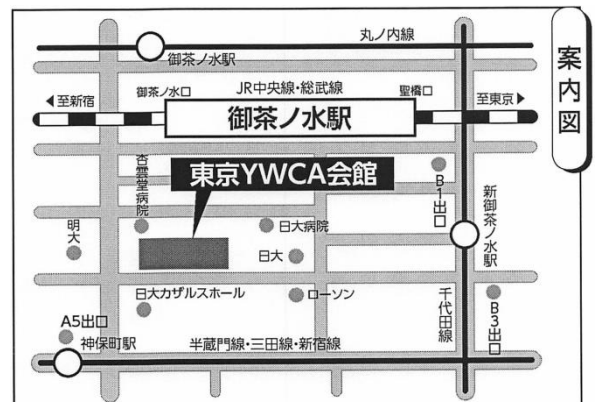 案内図
丸ノ内線
御茶ノ水駅
JR中央線・総武線
◀至新宿
御茶ノ水口
聖橋口
至東京▶
御茶ノ水駅
杏雲堂病院
東京YWCA会館
B1出口
新御茶ノ水駅
明大
日大病院
日大
日大カザルスホール
ローソン
千代田線
B3出口
A5出口
神保町駅
半蔵門線・三田線・新宿線